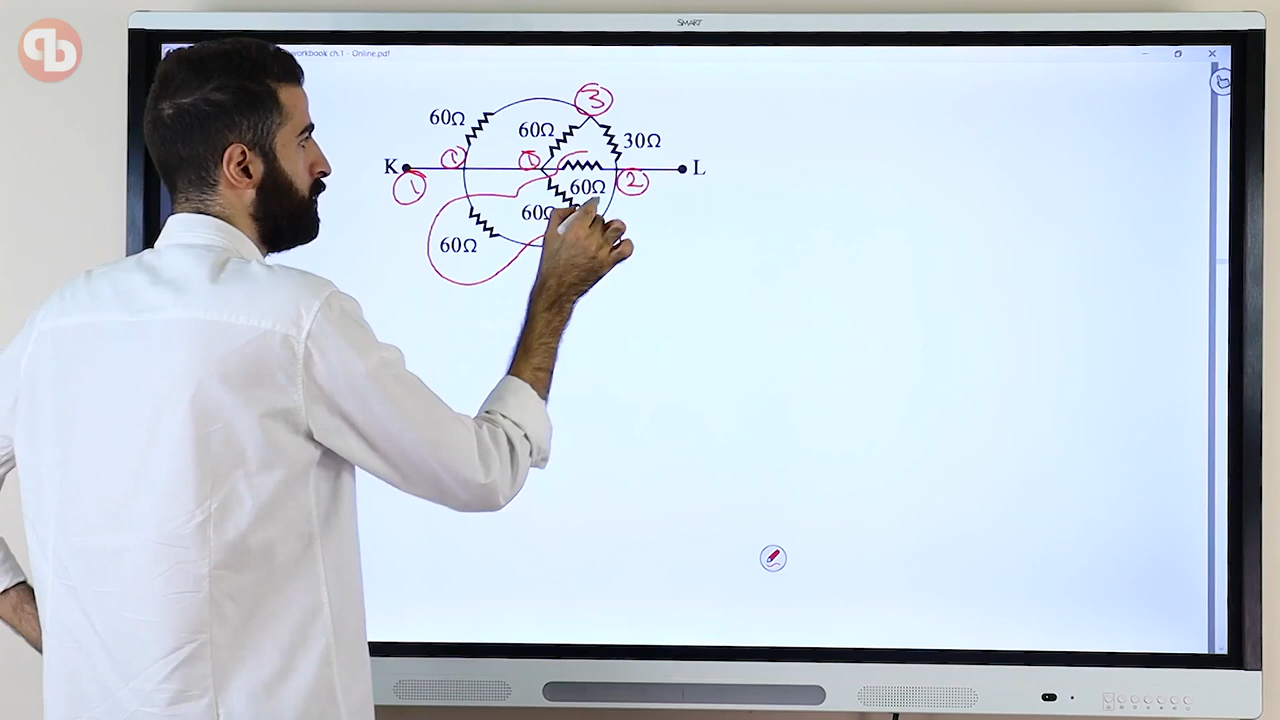 SMART
workbook ch.1 - Online.pdf
3
60Ω
60Ω
30Ω
K
1
1
L
1
60Ω
2
60Ω
60Ω